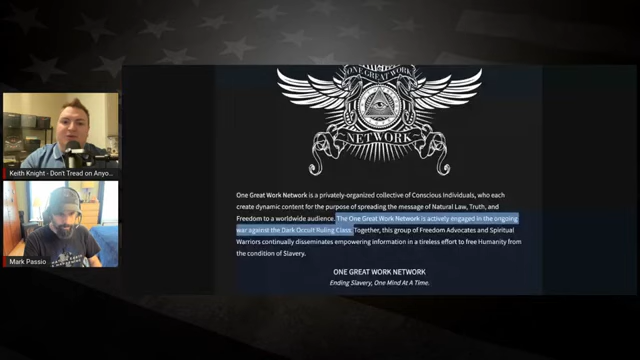 ONE GREAT WORK
NETWORK
Keith Knight - Don't Tread on Anyo...
Mark Passio
One Great Work Network is a privately-organized collective of Conscious Individuals, who each
create dynamic content for the purpose of spreading the message of Natural Law, Truth, and
Freedom to a worldwide audience. The One Great Work Network is actively engaged in the ongoing
war against the Dark Occult Ruling Class. Together, this group of Freedom Advocates and Spiritual
Warriors continually disseminates empowering information in a tireless effort to free Humanity from
the condition of Slavery.
ONE GREAT WORK NETWORK
Ending Slavery, One Mind At A Time.